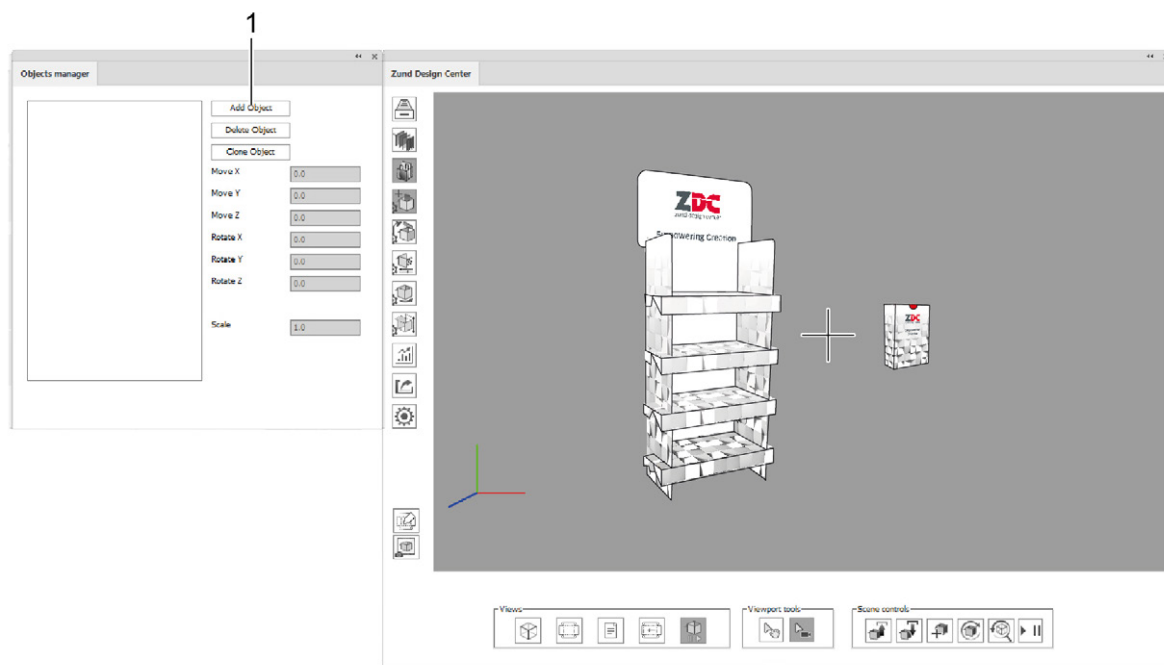 1
Objects manager
Add Object
Delete Object
Clone Object
Move X 0.0
Move Y 0.0
Move Z 0.0
Rotate X 0.0
Rotate Y 0.0
Rotate Z 0.0
Scale 1.0
Zund Design Center
ZDC
Empowering Creation
ZDC
Views
Viewport tools
Scene controls